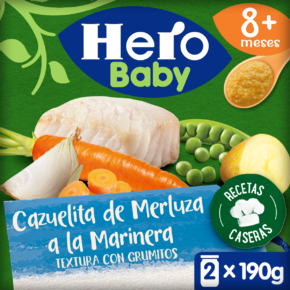 Hero
Baby
8+
meses
Cazuelita de Merluza
a la Marinera
TEXTURA CON GRUMITOS
RECETAS
CASERAS
2 x 190g